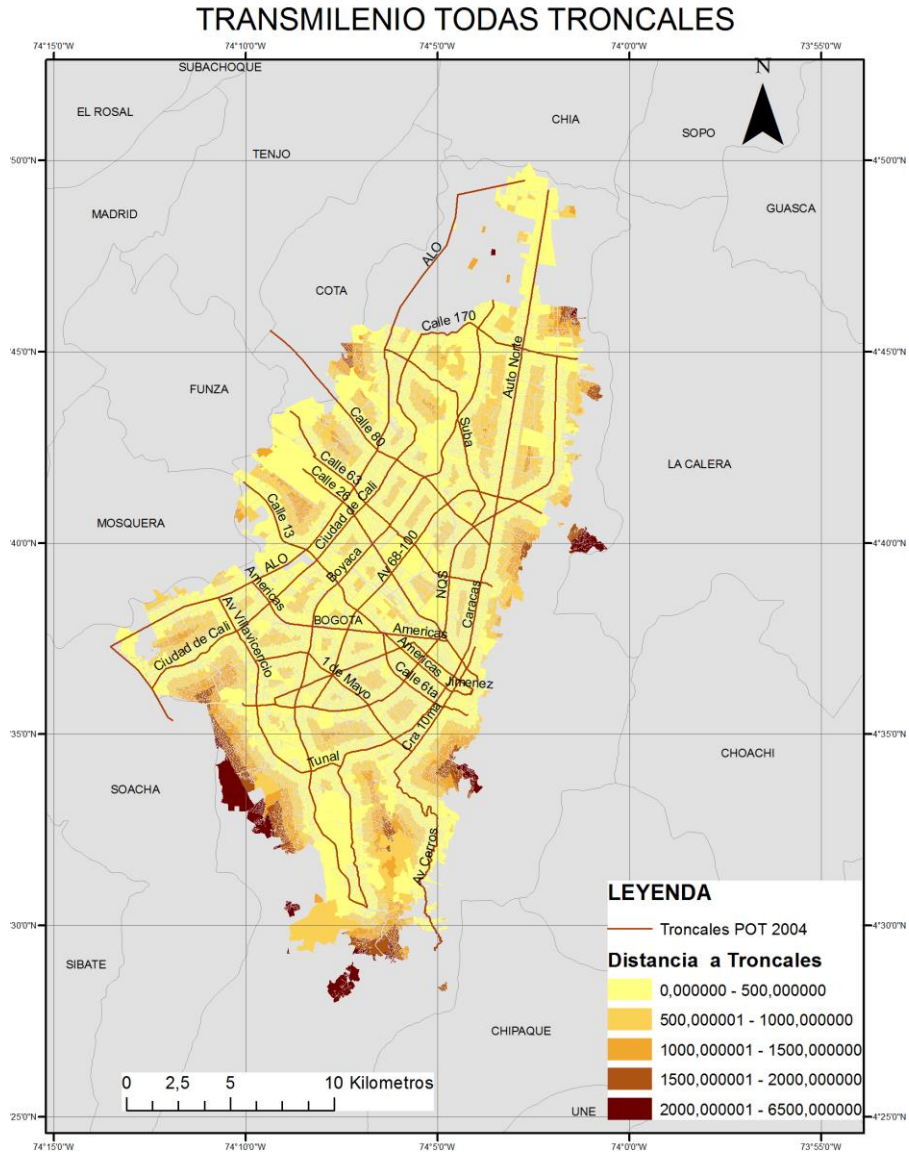 TRANSMILENIO TODAS TRONCALES
74°15'0"W 74°10'0"W 74°5'0"W 74°0'0"W 73°55'0"W
SUBACHOQUE
N
EL ROSAL
CHIA
SOPO
TENJO
°50'0"N
4°50'0"N
MADRID
GUASCA
ALO
COTA
Calle 170
°45'0"N
4°45'0"N
Auto Norte
FUNZA
Calle 80
Suba
Calle 63
LA CALERA
Calle 26
Ciudad de Cali
Calle 13
MOSQUERA
°40'0"N
4°40'0"N
Av 68-100
Boyaca
ALO
Americas
NQS
Caracas
Av Villavicencio
BOGOTA
Americas
Ciudad de Cali
Americas
1 de Mayo
Calle 6ta
Jimenez
°35'0"N
4°35'0"N
Cra 10ma
Tunal
CHOACHI
SOACHA
Av Cerros
LEYENDA
°30'0"N
4°30'0"N
Troncales POT 2004
SIBATE
Distancia a Troncales
0,000000 - 500,000000
500,000001 - 1000,000000
CHIPAQUE
1000,000001 - 1500,000000
1500,000001 - 2000,000000
0 2,5 5 10 Kilometros
UNE
2000,000001 - 6500,000000
°25'0"N
4°25'0"N
74°15'0"W 74°10'0"W 74°5'0"W 74°0'0"W 73°55'0"W